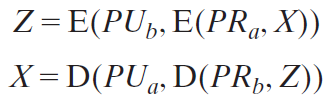 Z = E(PU_b, E(PR_a, X))
X = D(PU_a, D(PR_b, Z))